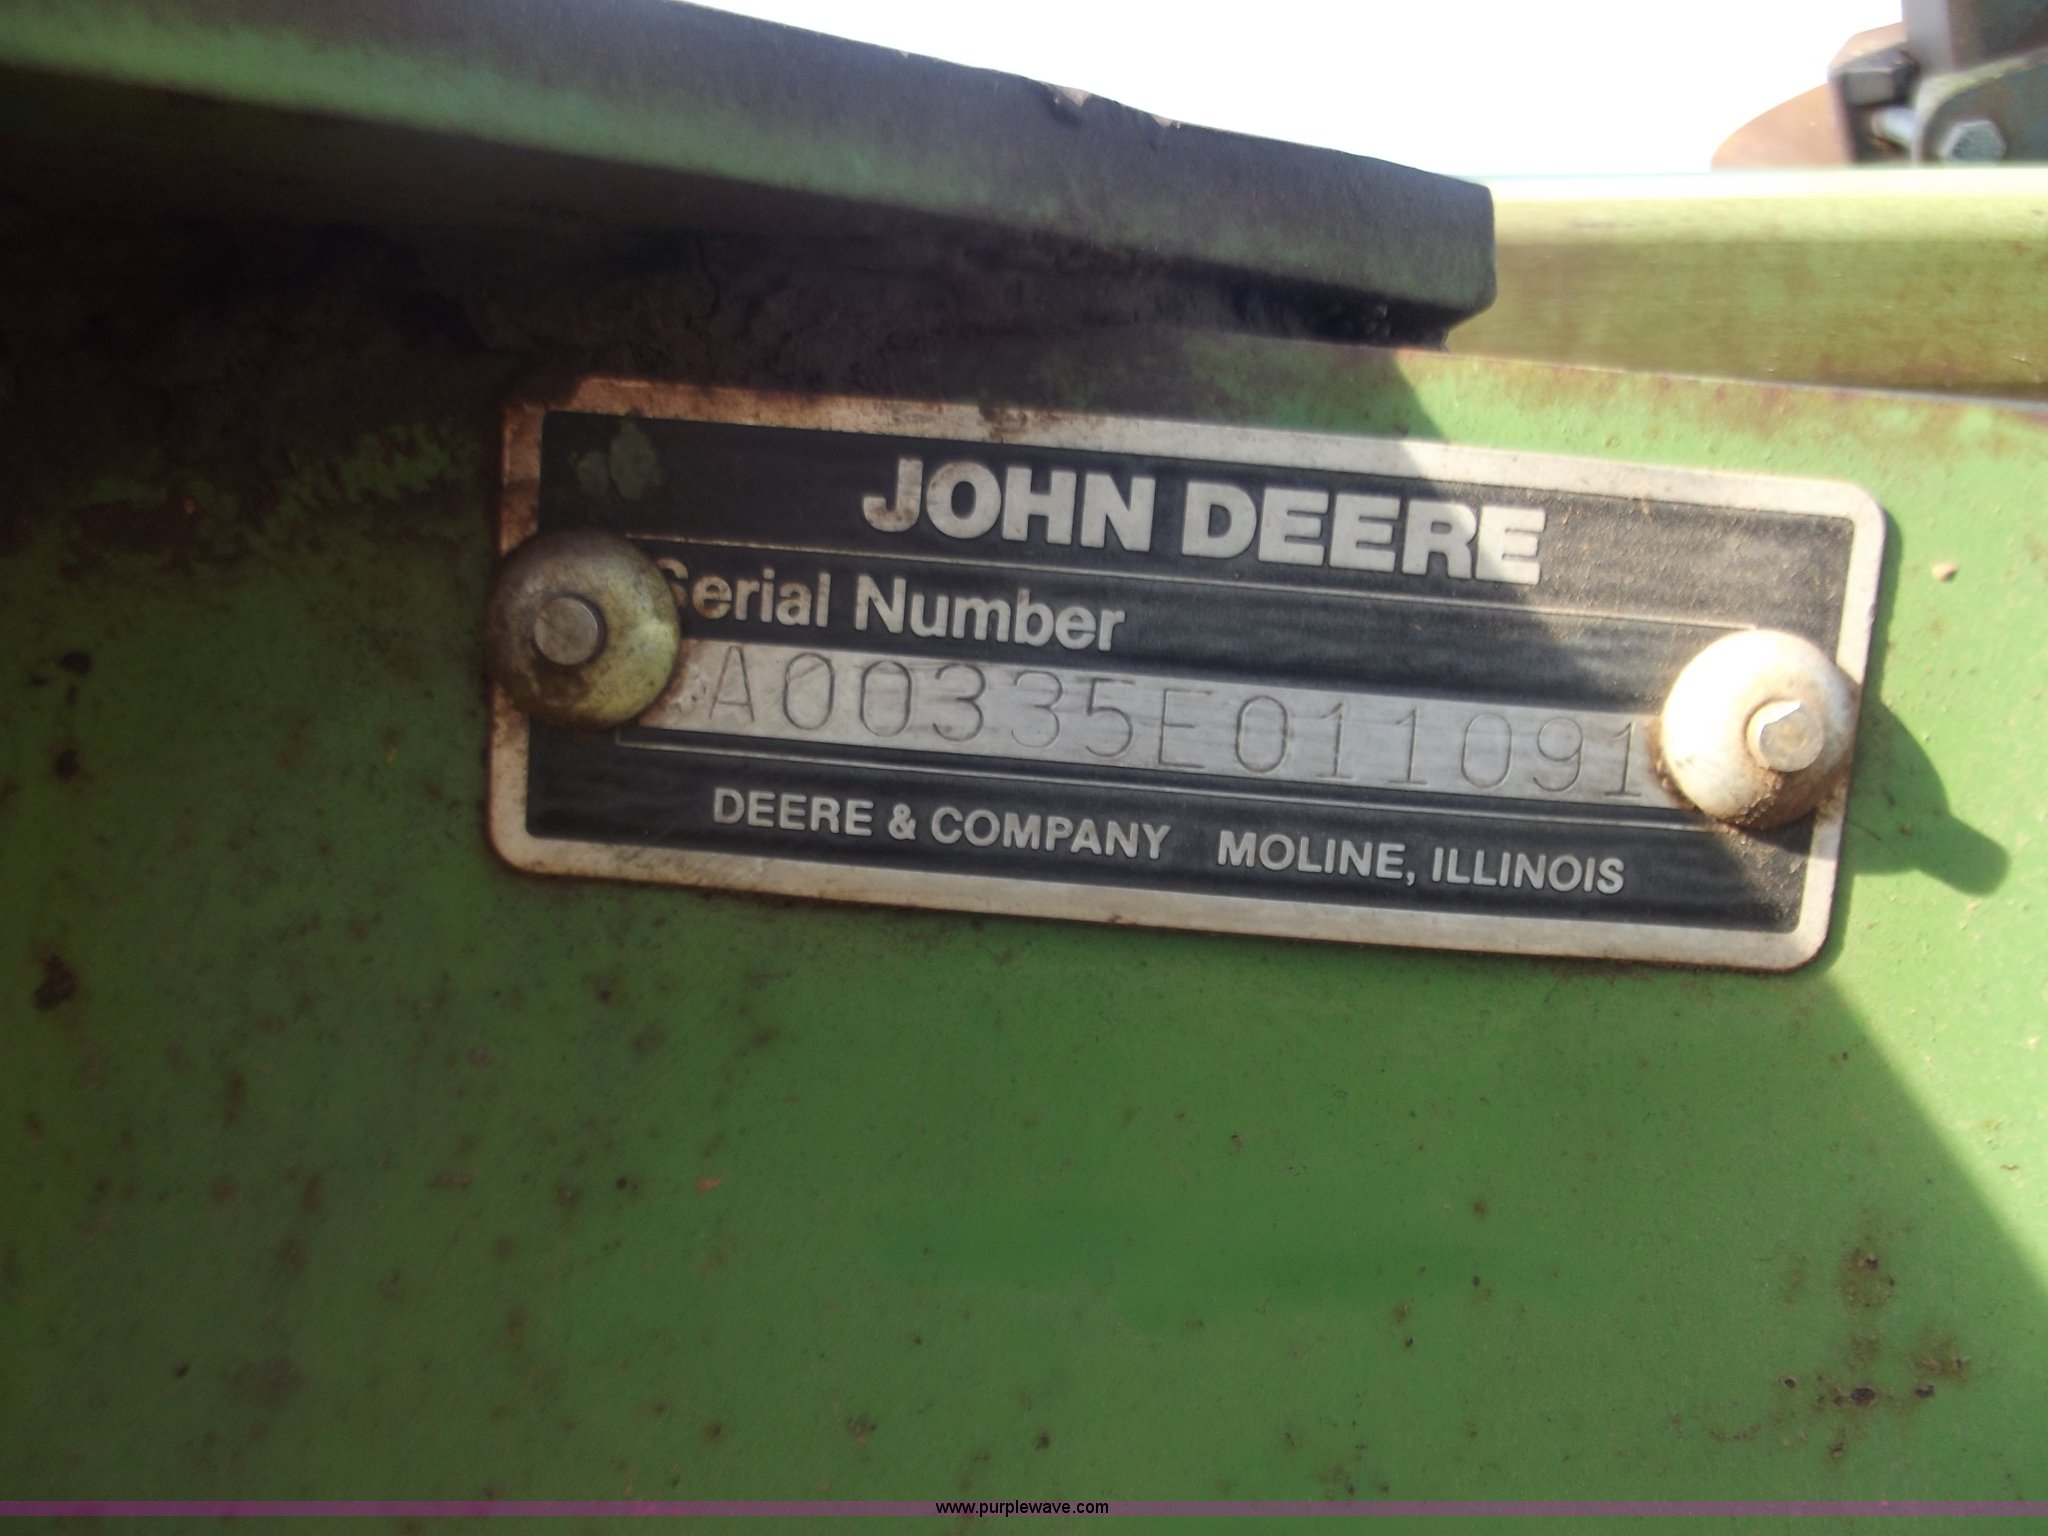 JOHN DEERE
Serial Number
A00335E011091
DEERE & COMPANY MOLINE, ILLINOIS
www.purplewave.com